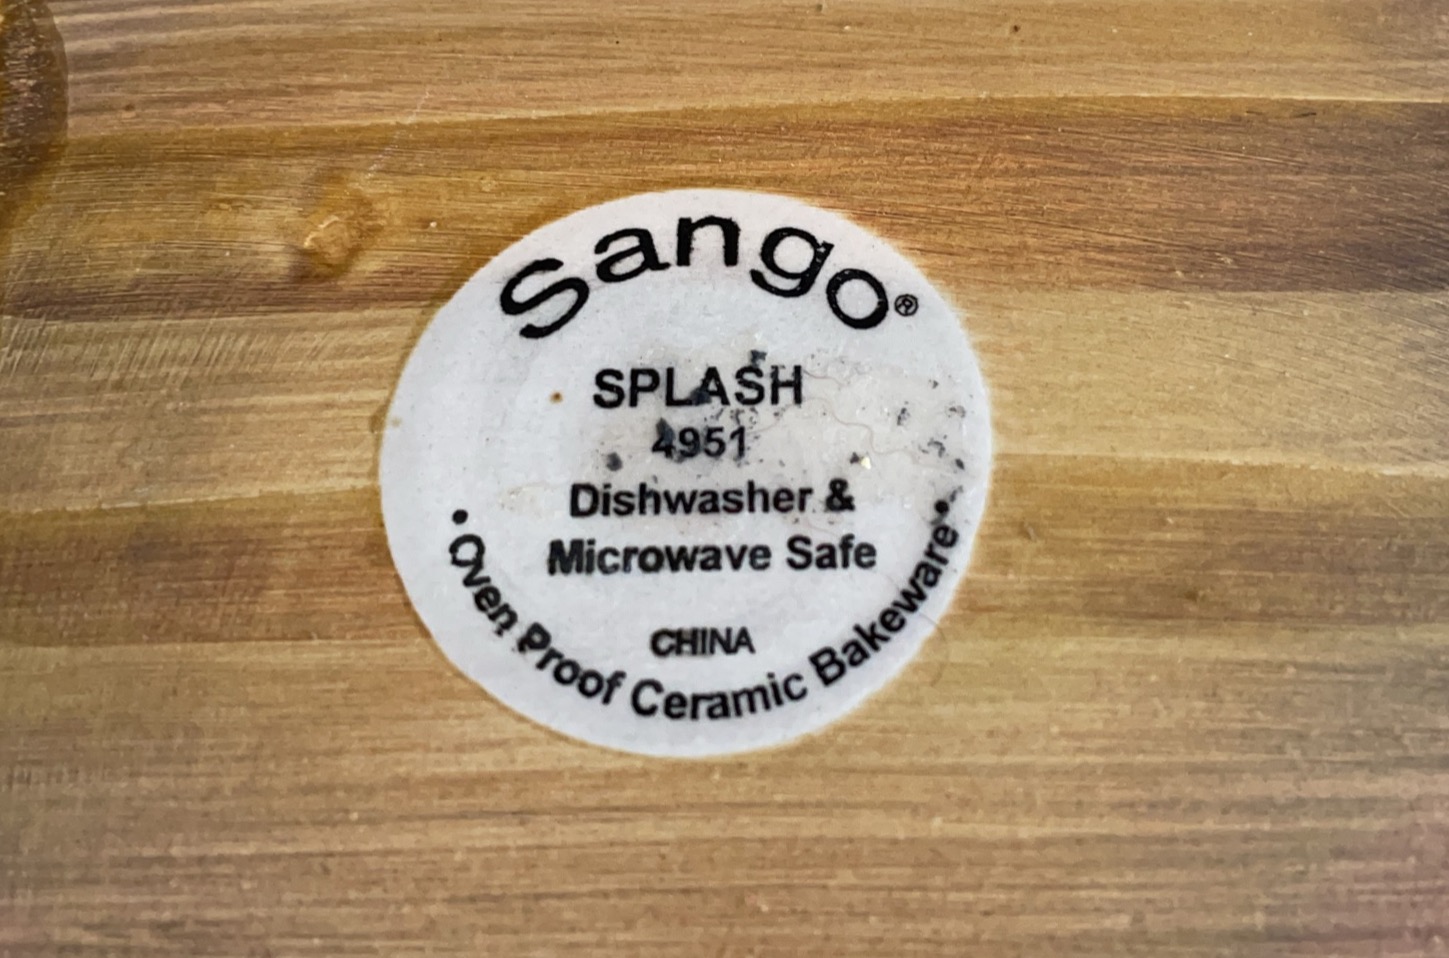 Sango®
SPLASH
4951
Dishwasher &
Microwave Safe
CHINA
• Oven Proof Ceramic Bakeware •